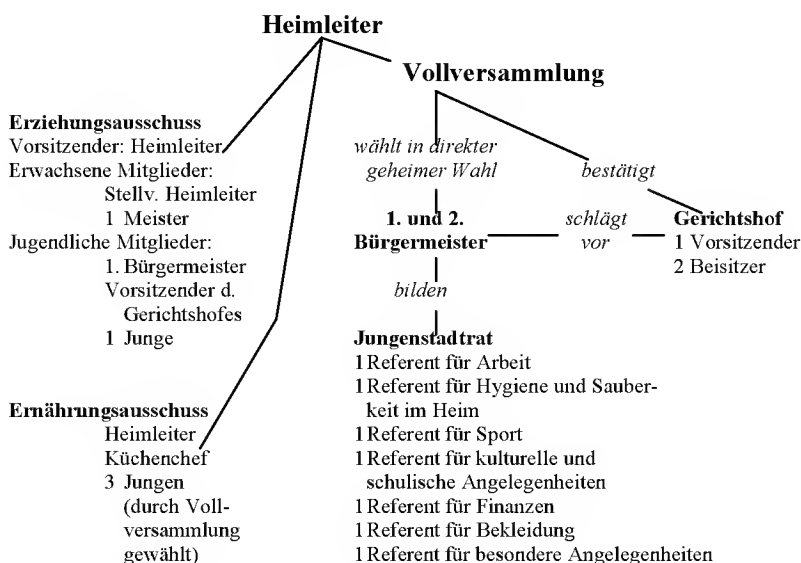 Heimleiter
Vollversammlung
Erziehungsausschuss
Vorsitzender: Heimleiter
Erwachsene Mitglieder:
Stellv. Heimleiter
1 Meister
Jugendliche Mitglieder:
1. Bürgermeister
Vorsitzender d.
Gerichtshofes
1 Junge
Ernährungsausschuss
Heimleiter
Küchenchef
3 Jungen
(durch Voll-
versammlung
gewählt)
wählt in direkter
geheimer Wahl
1. und 2.
Bürgermeister
bilden
Jungenstadtrat
1 Referent für Arbeit
1 Referent für Hygiene und Sauber-
keit im Heim
1 Referent für Sport
1 Referent für kulturelle und
schulische Angelegenheiten
1 Referent für Finanzen
1 Referent für Bekleidung
1 Referent für besondere Angelegenheiten
bestätigt
schlägt
vor
Gerichtshof
1 Vorsitzender
2 Beisitzer